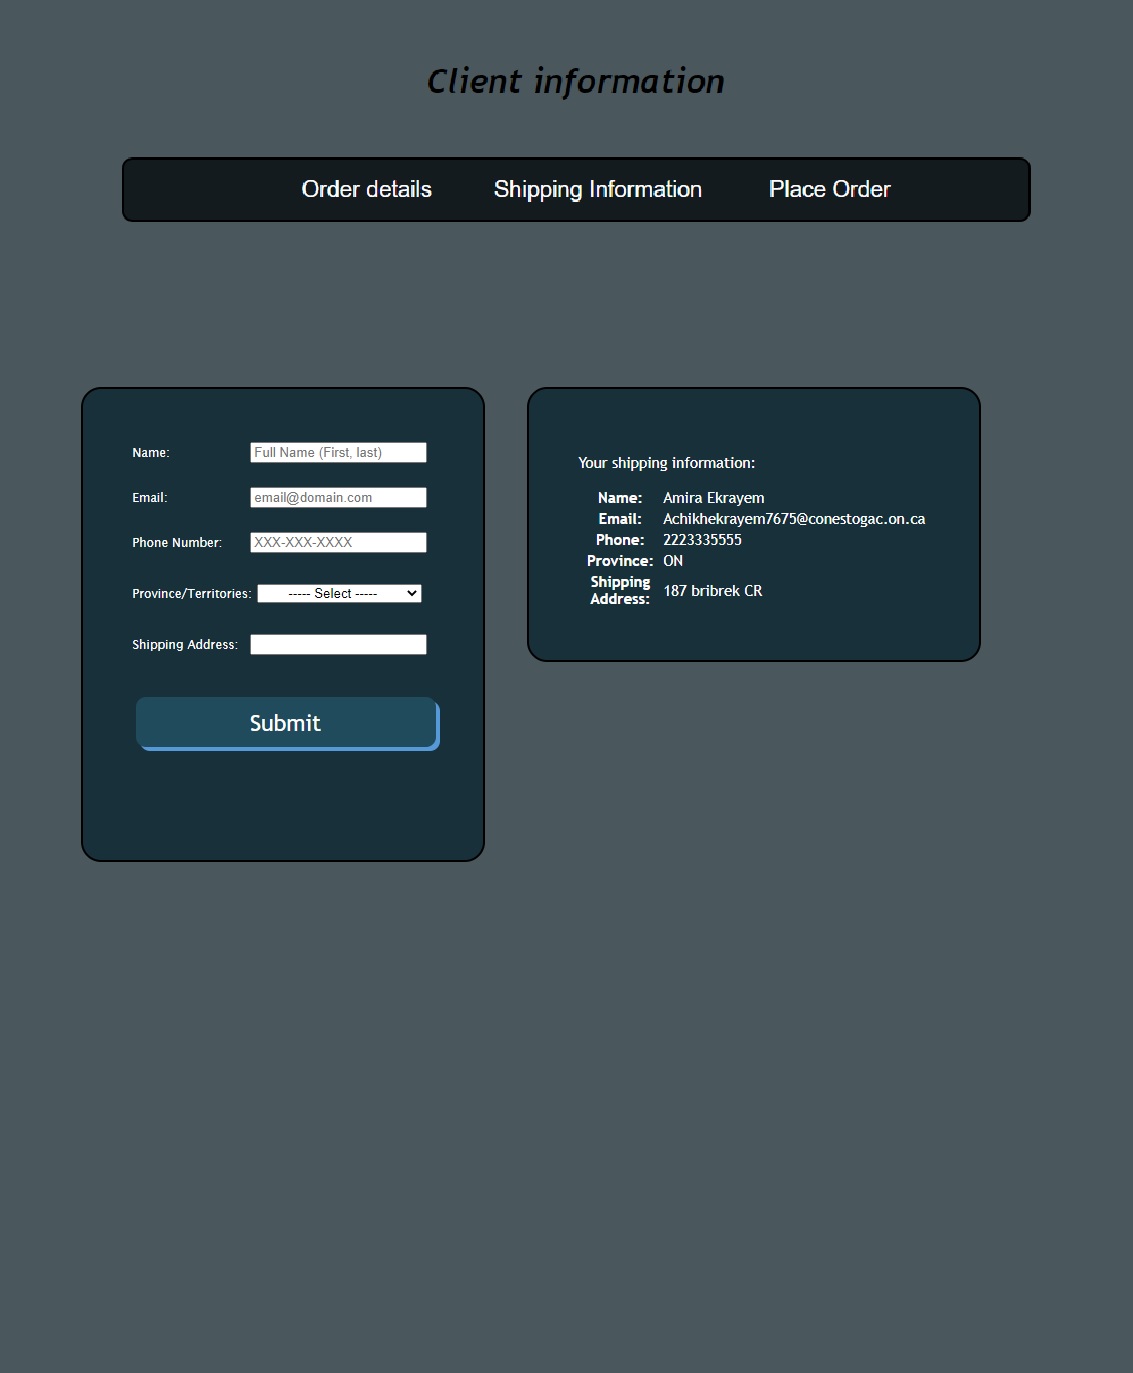 Client information
Order details Shipping Information Place Order
Name: Full Name (First, last)
Email: email@domain.com
Phone Number: XXX-XXX-XXXX
Province/Territories: ----- Select -----
Shipping Address:
Submit
Your shipping information:
Name: Amira Ekrayem
Email: Achikhekrayem7675@conestogac.on.ca
Phone: 2223335555
Province: ON
Shipping
Address: 187 bribrek CR